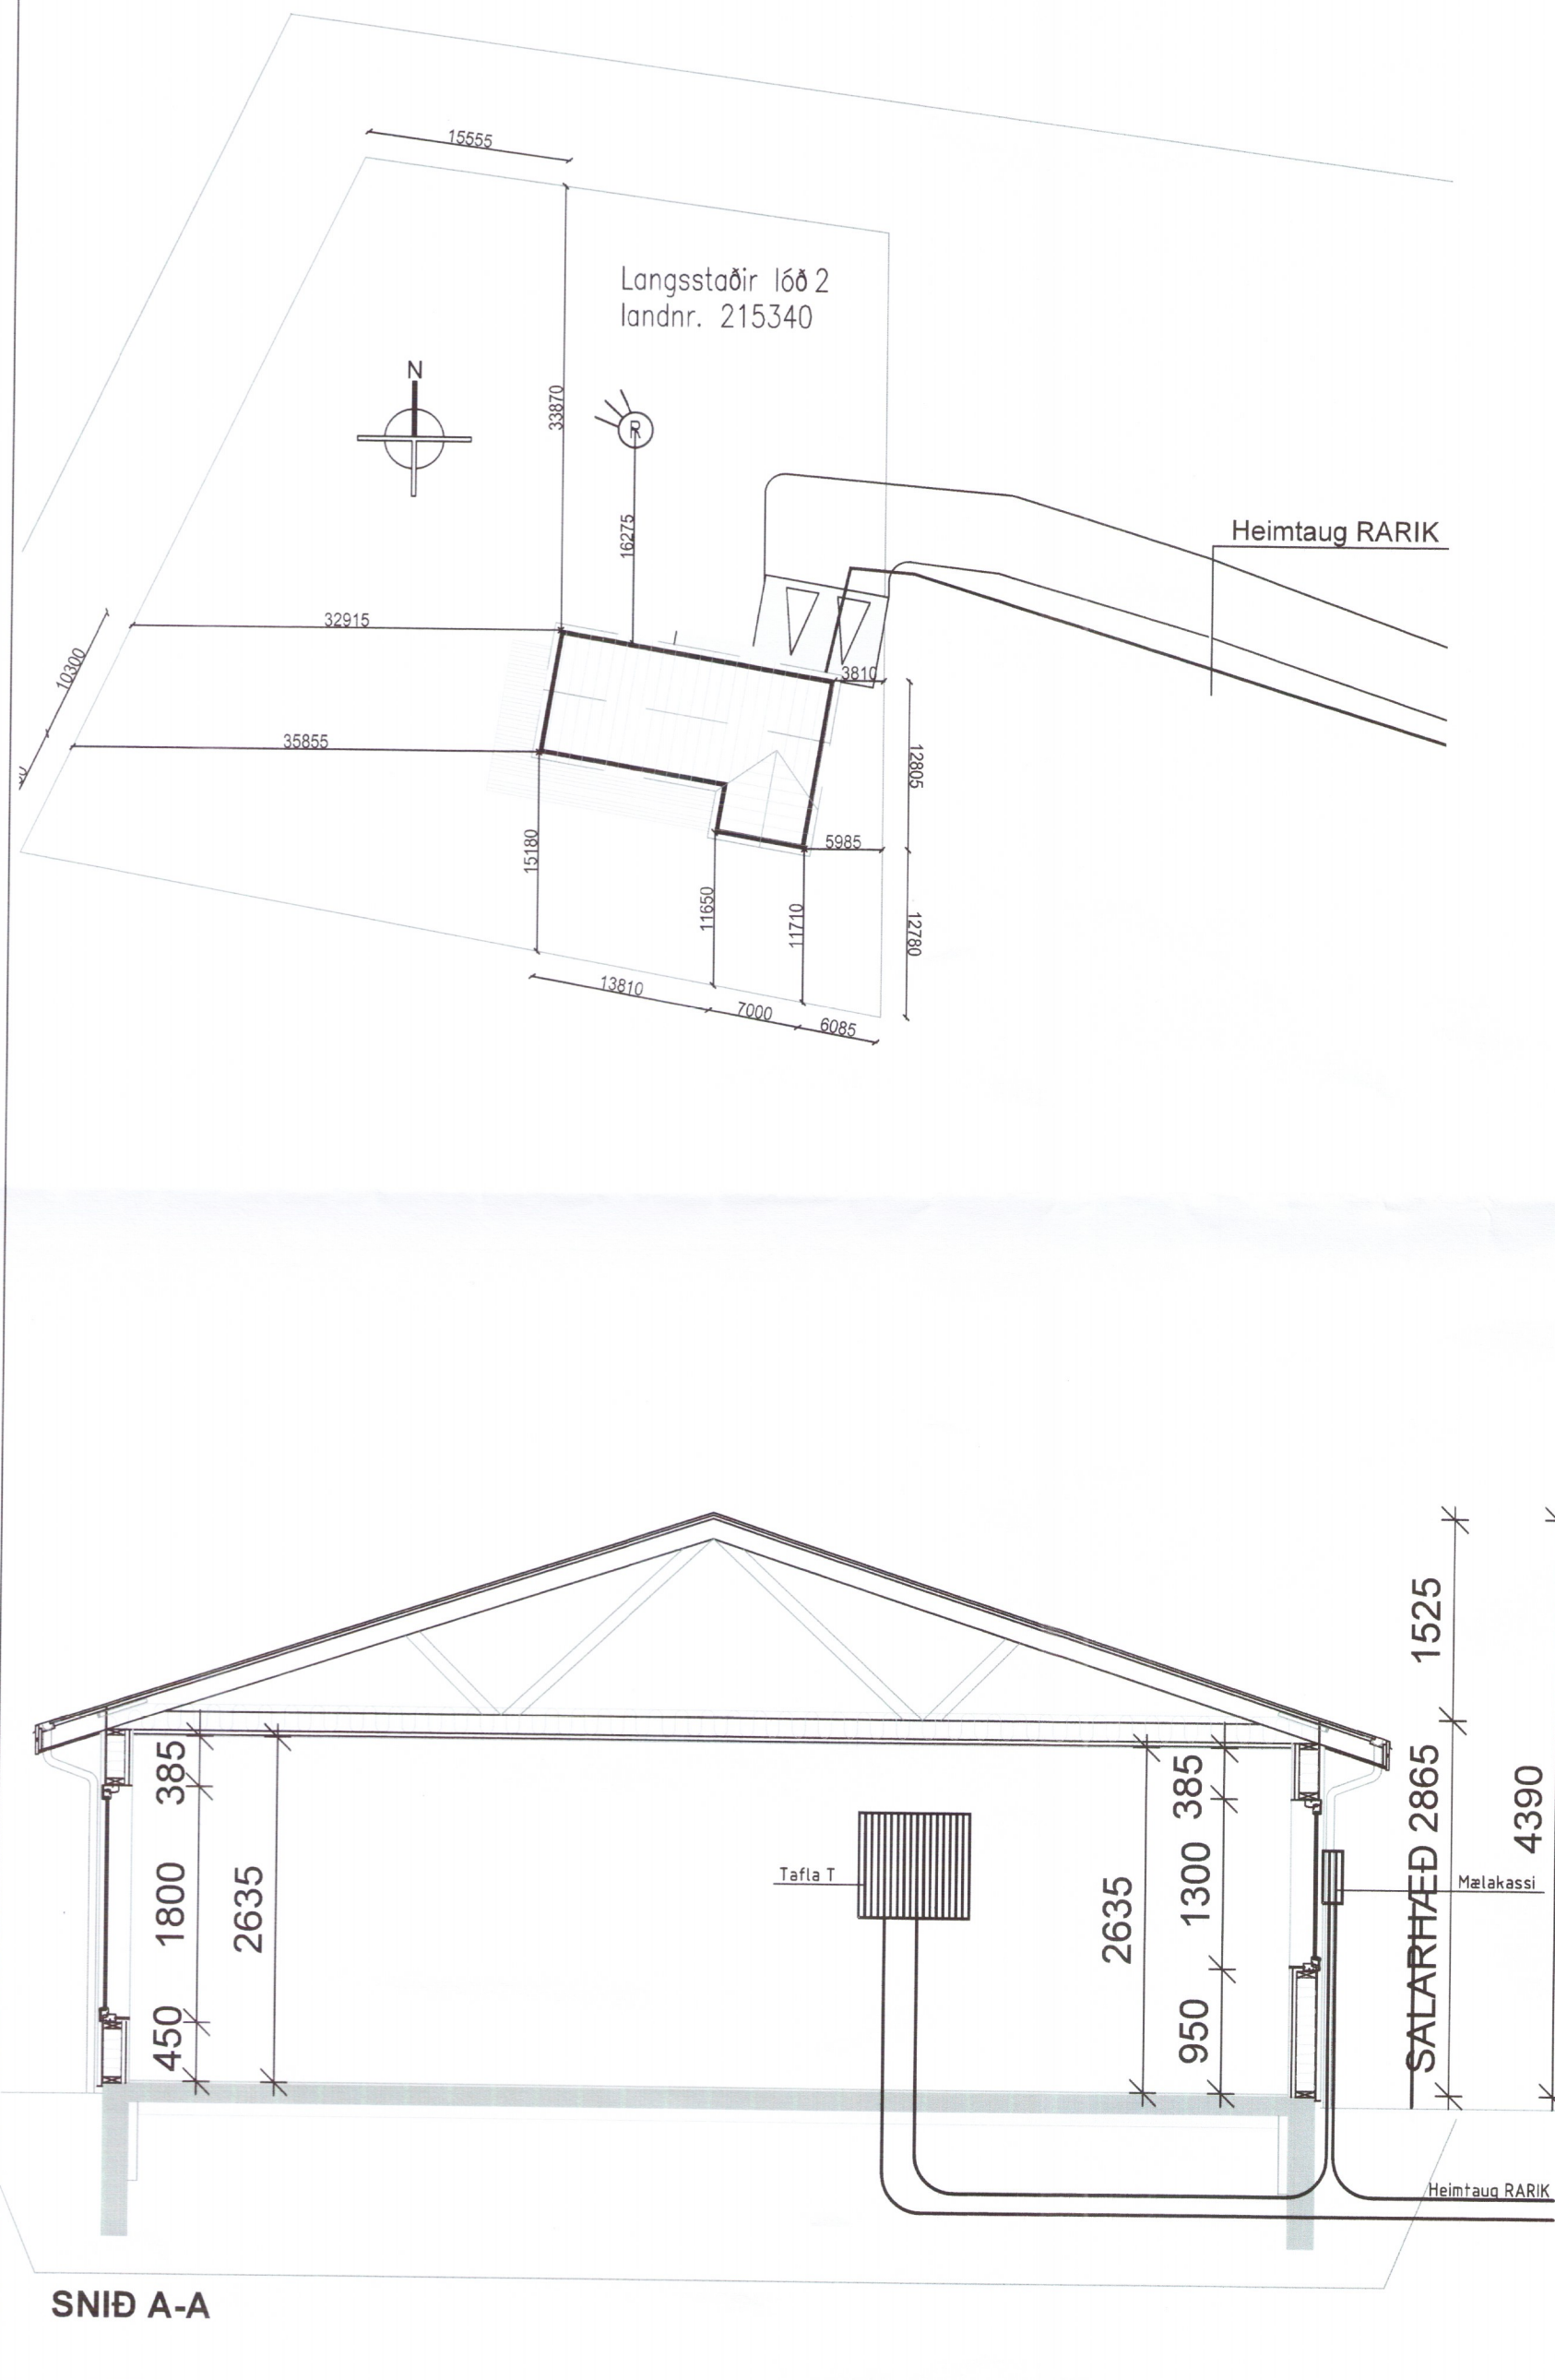 15555
Langsstaðir lóð 2
landnr. 215340
N
33870
R
16275
Heimtaug RARIK
32915
10300
3810
35855
12805
15180
5985
11650
11710
12780
13810
7000
6085
1525
385
385
SALARHÆÐ 2865
4390
Tafla T
1300
Mælakassi
1800
2635
2635
950
450
Heimtaug RARIK
SNIÐ A-A